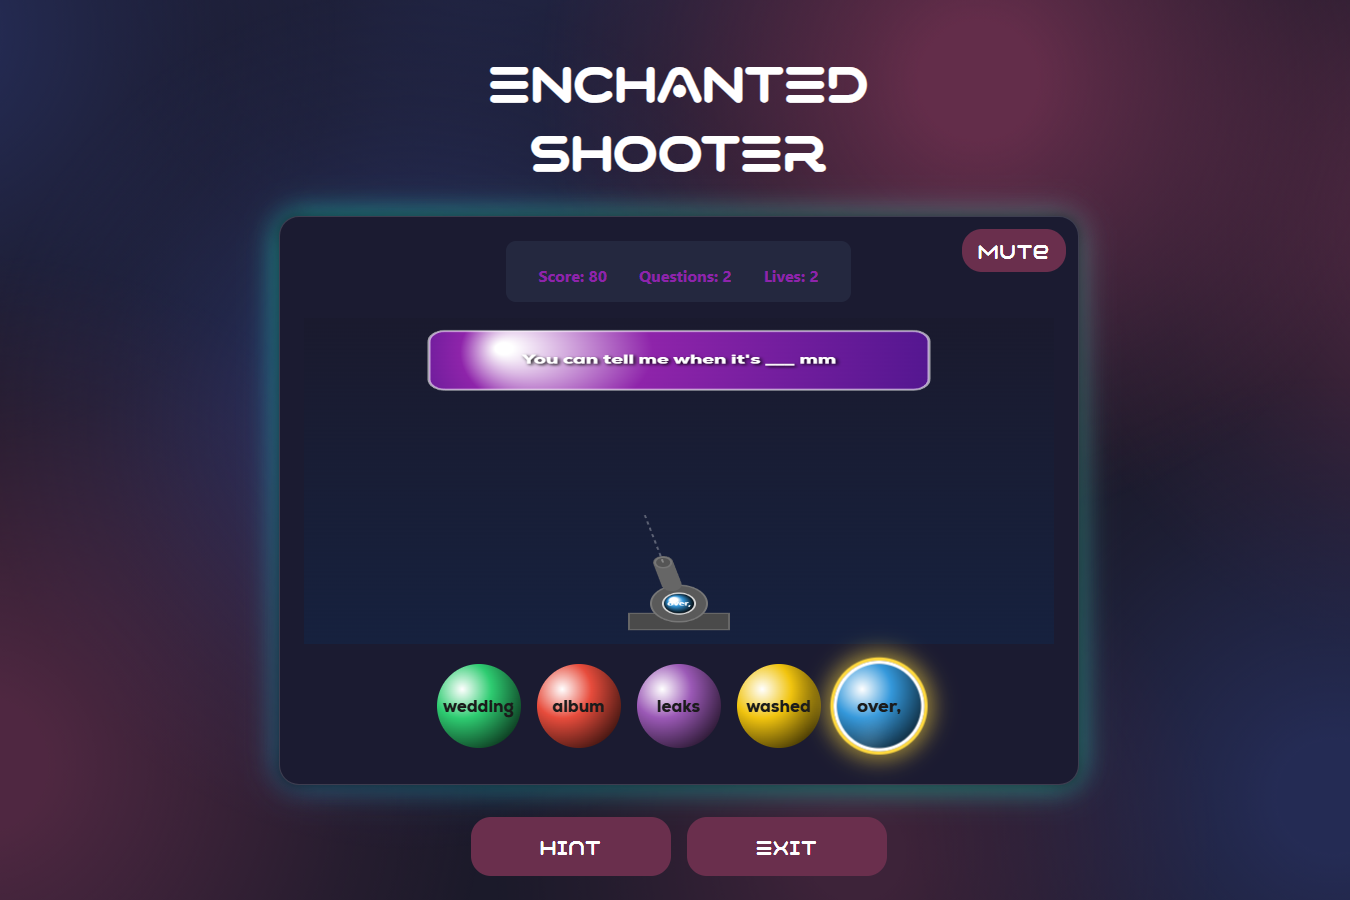 ENCHANTED
SHOOTER
MUTE
Score: 80 Questions: 2 Lives: 2
You can tell me when it's ___ mm
over,
wedding album leaks washed over,
HINT EXIT